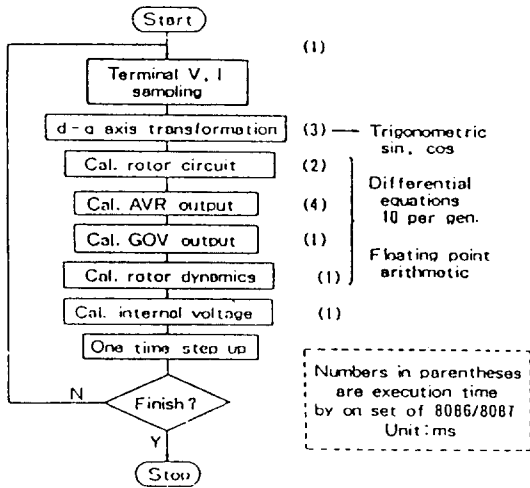 Start
(1)
Terminal V, I
sampling
d-q axis transformation
(3)
Trigonometric
sin, cos
Cal. rotor circuit
(2)
Cal. AVR output
(4)
Differential
equations
10 per gen.
Cal. GOV output
(1)
Floating point
arithmetic
Cal. rotor dynamics
(1)
Cal. internal voltage
(1)
One time step up
Finish?
N
Y
Stop
Numbers in parentheses
are execution time
by on set of 8086/8087
Unit:ms